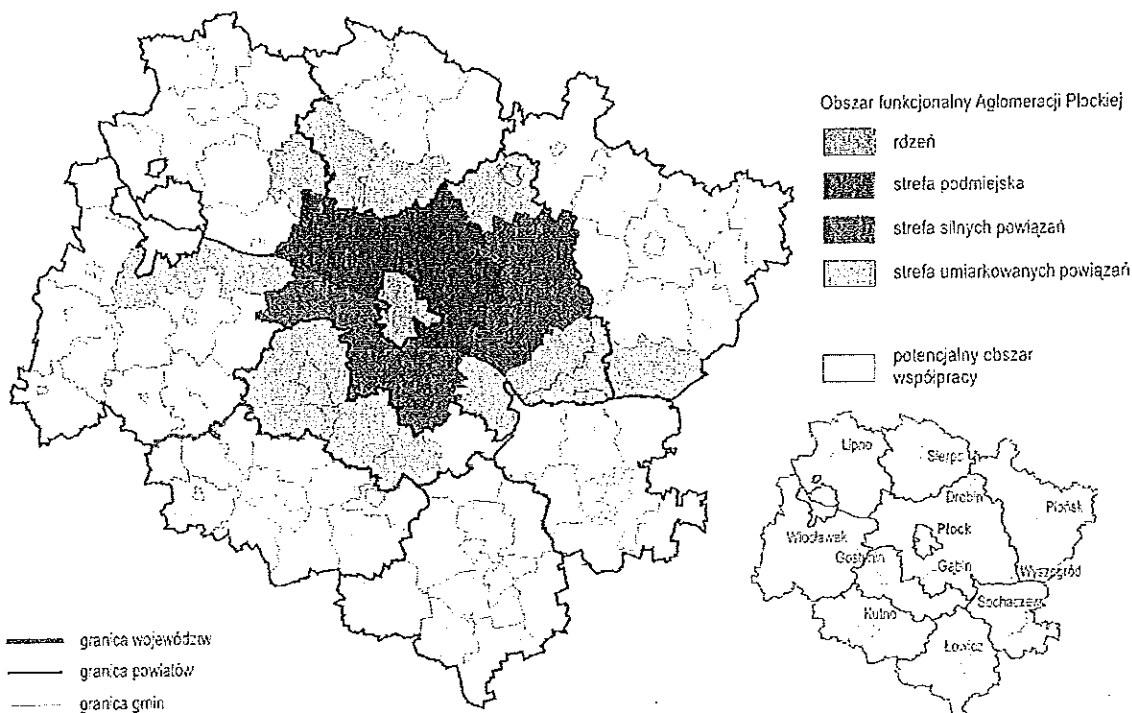 Obszar funkcjonalny Aglomeracji Płockiej
rdzeń
strefa podmiejska
strefa silnych powiązań
strefa umiarkowanych powiązań
potencjalny obszar
współpracy
Lipno
Sierpc
Drobin
Płońsk
Płock
Włocławek
Gostynin
Gąbin
Wyszogród
Sochaczew
Kutno
Łowicz
granica województw
granica powiatów
granica gmin